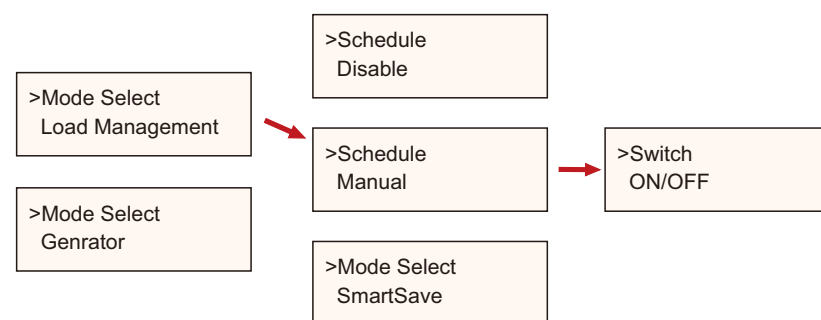 >Mode Select
Load Management
>Mode Select
Genrator
>Schedule
Disable
>Schedule
Manual
>Mode Select
SmartSave
>Switch
ON/OFF